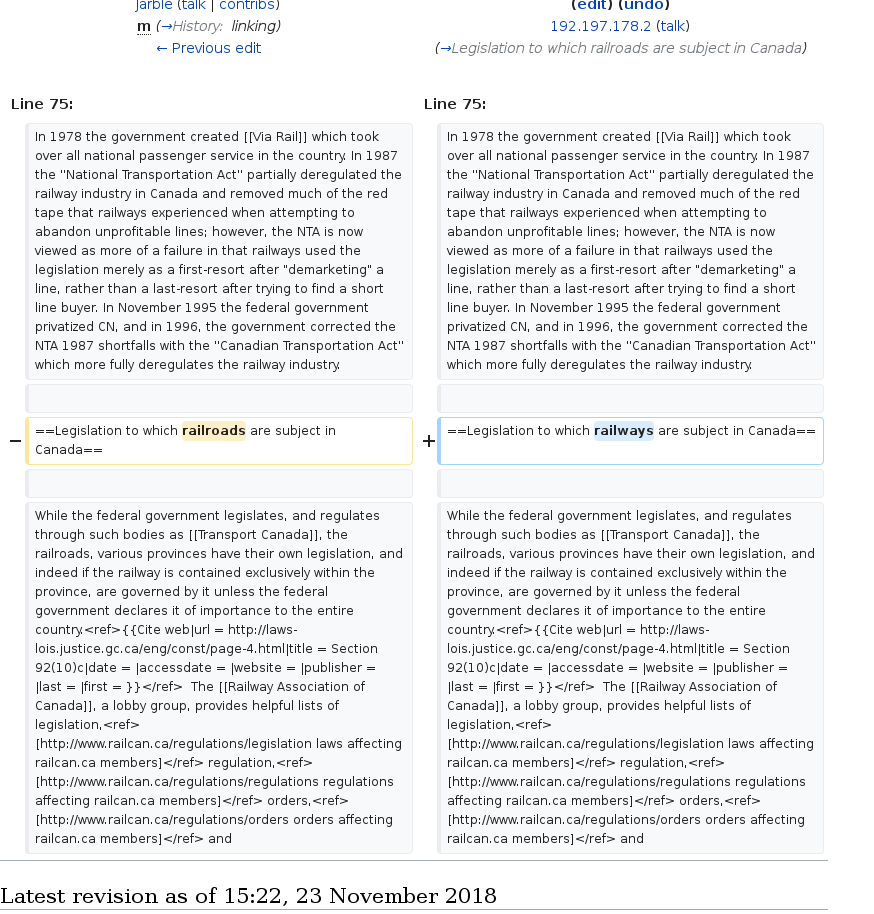 Jarble (talk | contribs)
m (→History: linking)
← Previous edit
(edit) (undo)
192.197.178.2 (talk)
(→Legislation to which railroads are subject in Canada)
Line 75:
In 1978 the government created [[Via Rail]] which took
over all national passenger service in the country. In 1987
the ''National Transportation Act'' partially deregulated the
railway industry in Canada and removed much of the red
tape that railways experienced when attempting to
abandon unprofitable lines; however, the NTA is now
viewed as more of a failure in that railways used the
legislation merely as a first-resort after "demarketing" a
line, rather than a last-resort after trying to find a short
line buyer. In November 1995 the federal government
privatized CN, and in 1996, the government corrected the
NTA 1987 shortfalls with the ''Canadian Transportation Act''
which more fully deregulates the railway industry.
− ==Legislation to which railroads are subject in
Canada==
While the federal government legislates, and regulates
through such bodies as [[Transport Canada]], the
railroads, various provinces have their own legislation, and
indeed if the railway is contained exclusively within the
province, are governed by it unless the federal
government declares it of importance to the entire
country.<ref>{{Cite web|url = http://laws-
lois.justice.gc.ca/eng/const/page-4.html|title = Section
92(10)c|date = |accessdate = |website = |publisher =
|last = |first = }}</ref>  The [[Railway Association of
Canada]], a lobby group, provides helpful lists of
legislation,<ref>
[http://www.railcan.ca/regulations/legislation laws affecting
railcan.ca members]</ref> regulation,<ref>
[http://www.railcan.ca/regulations/regulations regulations
affecting railcan.ca members]</ref> orders,<ref>
[http://www.railcan.ca/regulations/orders orders affecting
railcan.ca members]</ref> and
Line 75:
In 1978 the government created [[Via Rail]] which took
over all national passenger service in the country. In 1987
the ''National Transportation Act'' partially deregulated the
railway industry in Canada and removed much of the red
tape that railways experienced when attempting to
abandon unprofitable lines; however, the NTA is now
viewed as more of a failure in that railways used the
legislation merely as a first-resort after "demarketing" a
line, rather than a last-resort after trying to find a short
line buyer. In November 1995 the federal government
privatized CN, and in 1996, the government corrected the
NTA 1987 shortfalls with the ''Canadian Transportation Act''
which more fully deregulates the railway industry.
+ ==Legislation to which railways are subject in Canada==
While the federal government legislates, and regulates
through such bodies as [[Transport Canada]], the
railroads, various provinces have their own legislation, and
indeed if the railway is contained exclusively within the
province, are governed by it unless the federal
government declares it of importance to the entire
country.<ref>{{Cite web|url = http://laws-
lois.justice.gc.ca/eng/const/page-4.html|title = Section
92(10)c|date = |accessdate = |website = |publisher =
|last = |first = }}</ref>  The [[Railway Association of
Canada]], a lobby group, provides helpful lists of
legislation,<ref>
[http://www.railcan.ca/regulations/legislation laws affecting
railcan.ca members]</ref> regulation,<ref>
[http://www.railcan.ca/regulations/regulations regulations
affecting railcan.ca members]</ref> orders,<ref>
[http://www.railcan.ca/regulations/orders orders affecting
railcan.ca members]</ref> and
Latest revision as of 15:22, 23 November 2018